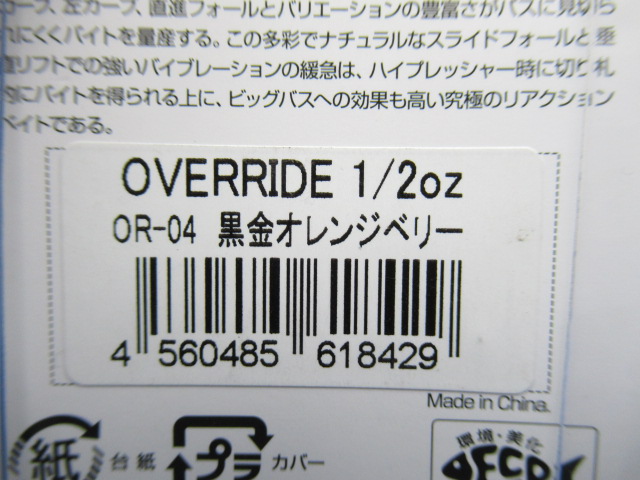 カーブ、左カーブ、直進フォールとバリエーションの豊富さがバスに見切ら
れにくくバイトを量産する。この多彩でナチュラルなスライドフォールと垂
直リフトでの強いバイブレーションの緩急は、ハイプレッシャー時に切り札
的にバイトを得られる上に、ビッグバスへの効果も高い究極のリアクション
ベイトである。
OVERRIDE 1/2oz
OR-04 黒金オレンジベリー
4 560485 618429
Made in China.
紙 台紙 プラ カバー
環境・美化